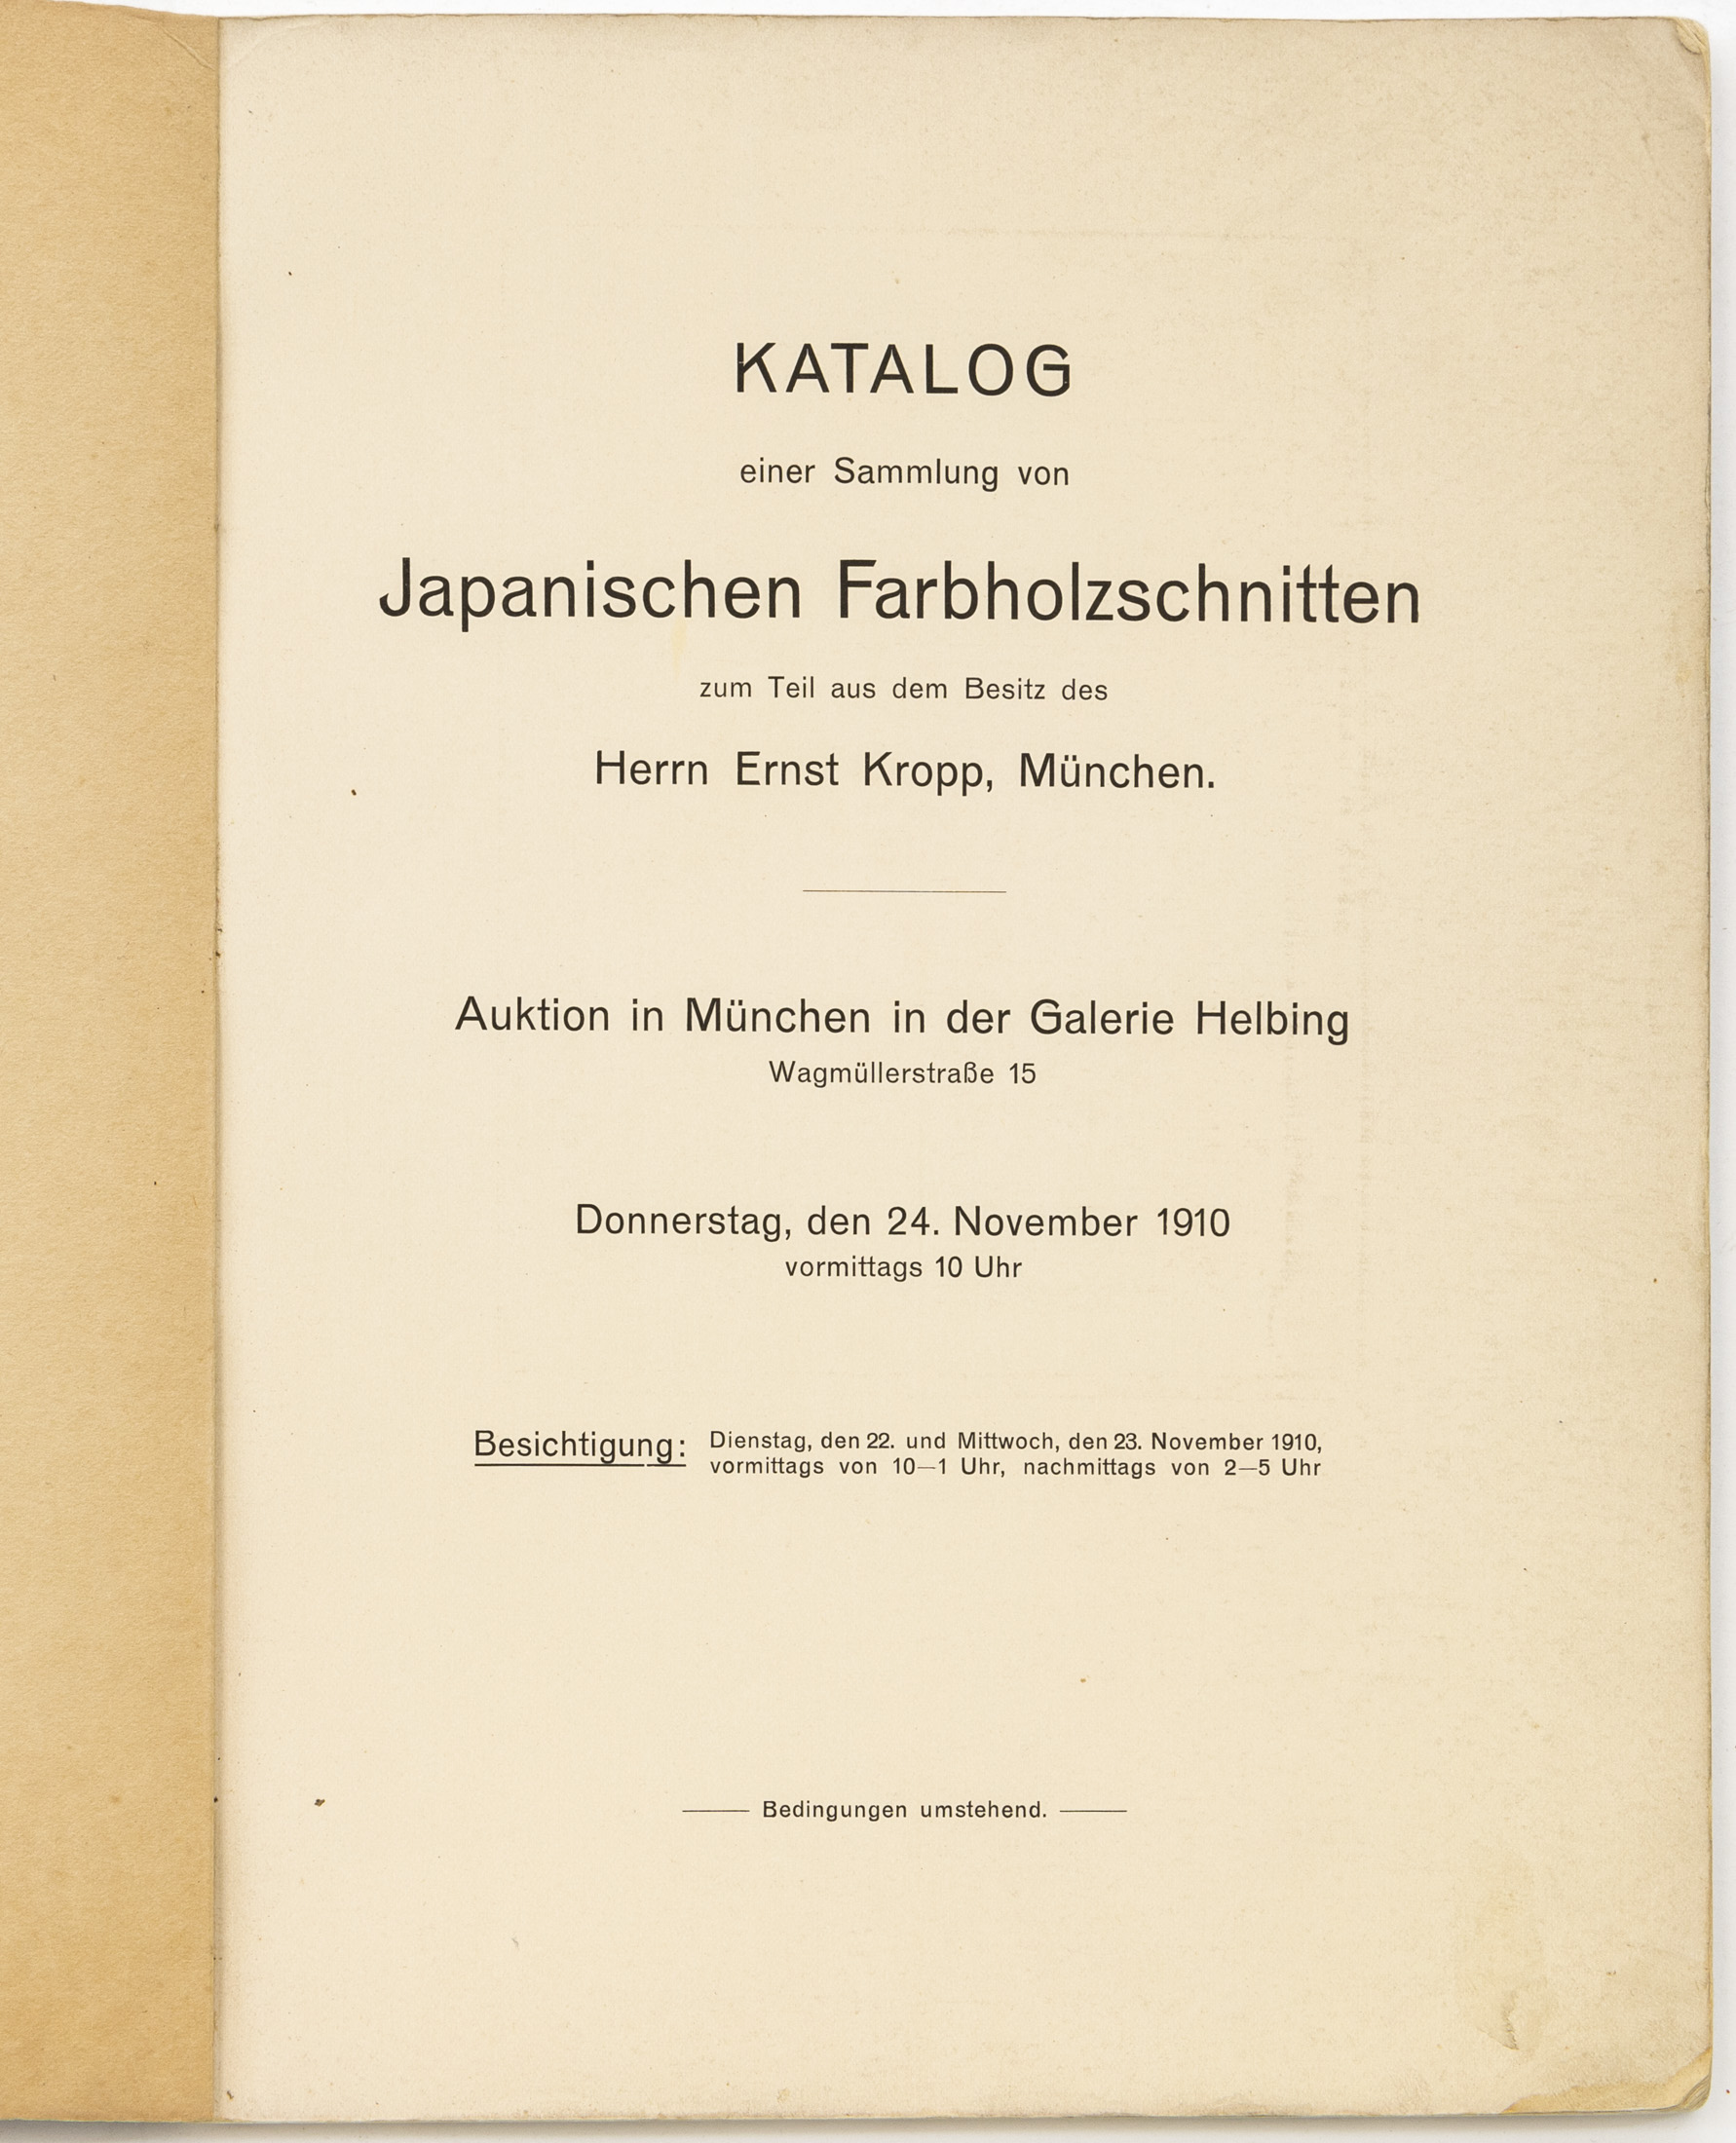 KATALOG
einer Sammlung von
Japanischen Farbholzschnitten
zum Teil aus dem Besitz des
Herrn Ernst Kropp, München.
Auktion in München in der Galerie Helbing
Wagmüllerstraße 15
Donnerstag, den 24. November 1910
vormittags 10 Uhr
Besichtigung: Dienstag, den 22. und Mittwoch, den 23. November 1910,
vormittags von 10—1 Uhr, nachmittags von 2—5 Uhr
Bedingungen umstehend.